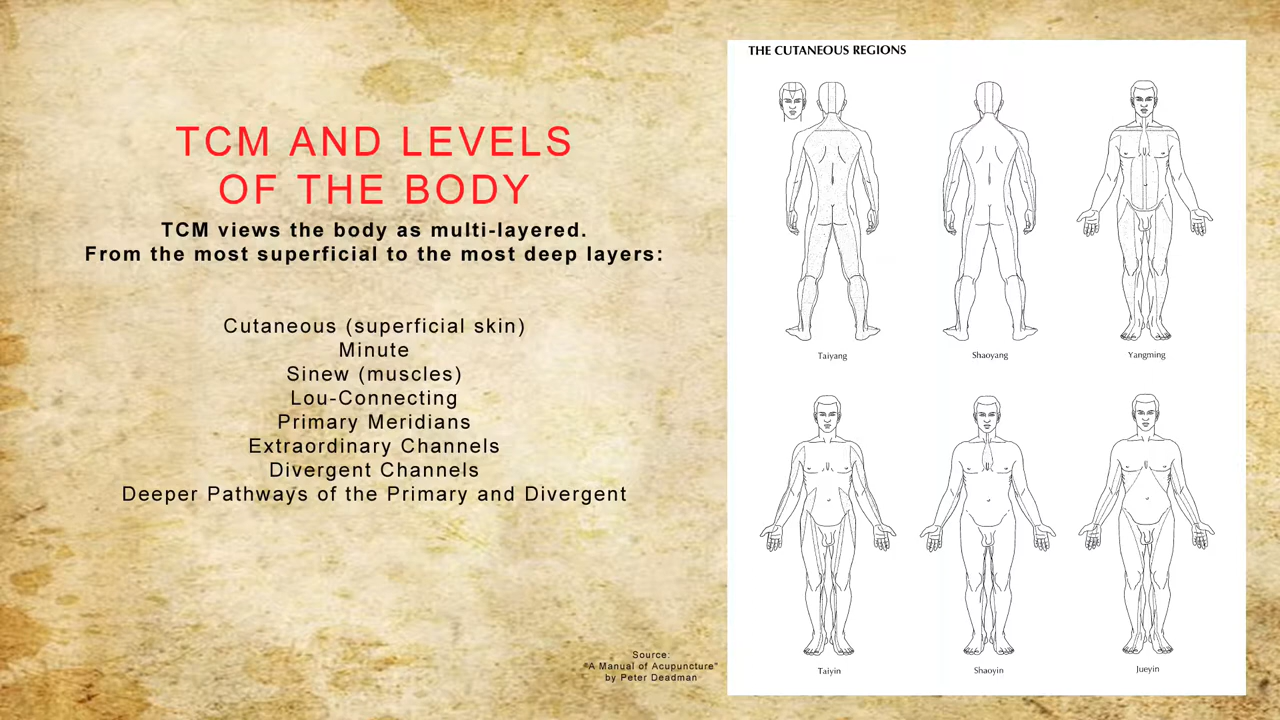 TCM AND LEVELS
OF THE BODY
TCM views the body as multi-layered.
From the most superficial to the most deep layers:
Cutaneous (superficial skin)
Minute
Sinew (muscles)
Lou-Connecting
Primary Meridians
Extraordinary Channels
Divergent Channels
Deeper Pathways of the Primary and Divergent
Source:
"A Manual of Acupuncture"
by Peter Deadman
THE CUTANEOUS REGIONS
Taiyang
Shaoyang
Yangming
Taiyin
Shaoyin
Jueyin